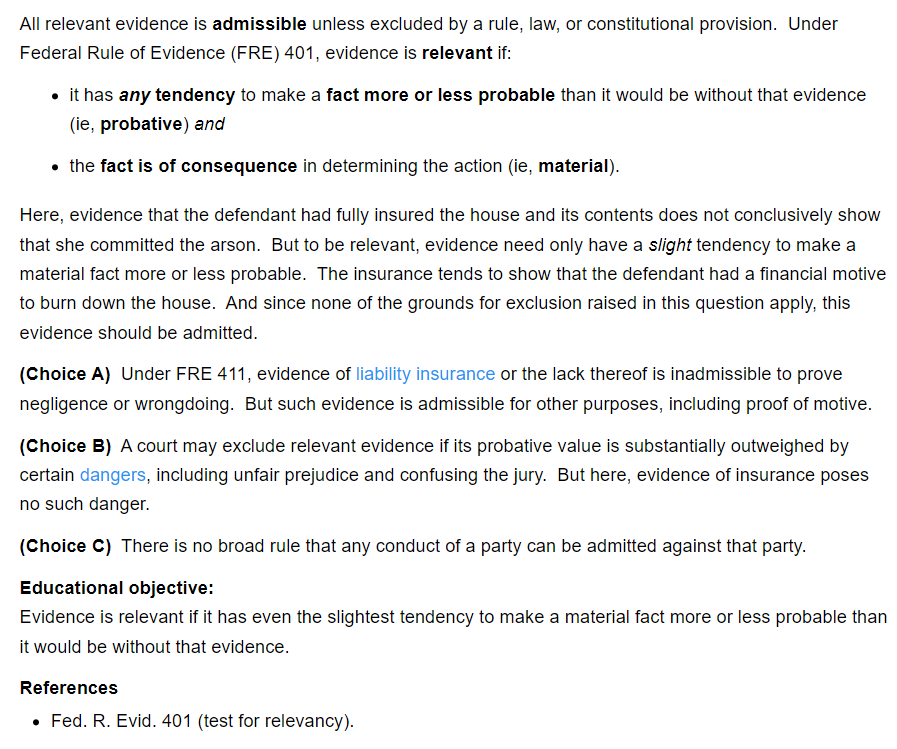 All relevant evidence is admissible unless excluded by a rule, law, or constitutional provision.  Under
Federal Rule of Evidence (FRE) 401, evidence is relevant if:
• it has any tendency to make a fact more or less probable than it would be without that evidence
(ie, probative) and
• the fact is of consequence in determining the action (ie, material).
Here, evidence that the defendant had fully insured the house and its contents does not conclusively show
that she committed the arson.  But to be relevant, evidence need only have a slight tendency to make a
material fact more or less probable.  The insurance tends to show that the defendant had a financial motive
to burn down the house.  And since none of the grounds for exclusion raised in this question apply, this
evidence should be admitted.
(Choice A)  Under FRE 411, evidence of liability insurance or the lack thereof is inadmissible to prove
negligence or wrongdoing.  But such evidence is admissible for other purposes, including proof of motive.
(Choice B)  A court may exclude relevant evidence if its probative value is substantially outweighed by
certain dangers, including unfair prejudice and confusing the jury.  But here, evidence of insurance poses
no such danger.
(Choice C)  There is no broad rule that any conduct of a party can be admitted against that party.
Educational objective:
Evidence is relevant if it has even the slightest tendency to make a material fact more or less probable than
it would be without that evidence.
References
• Fed. R. Evid. 401 (test for relevancy).